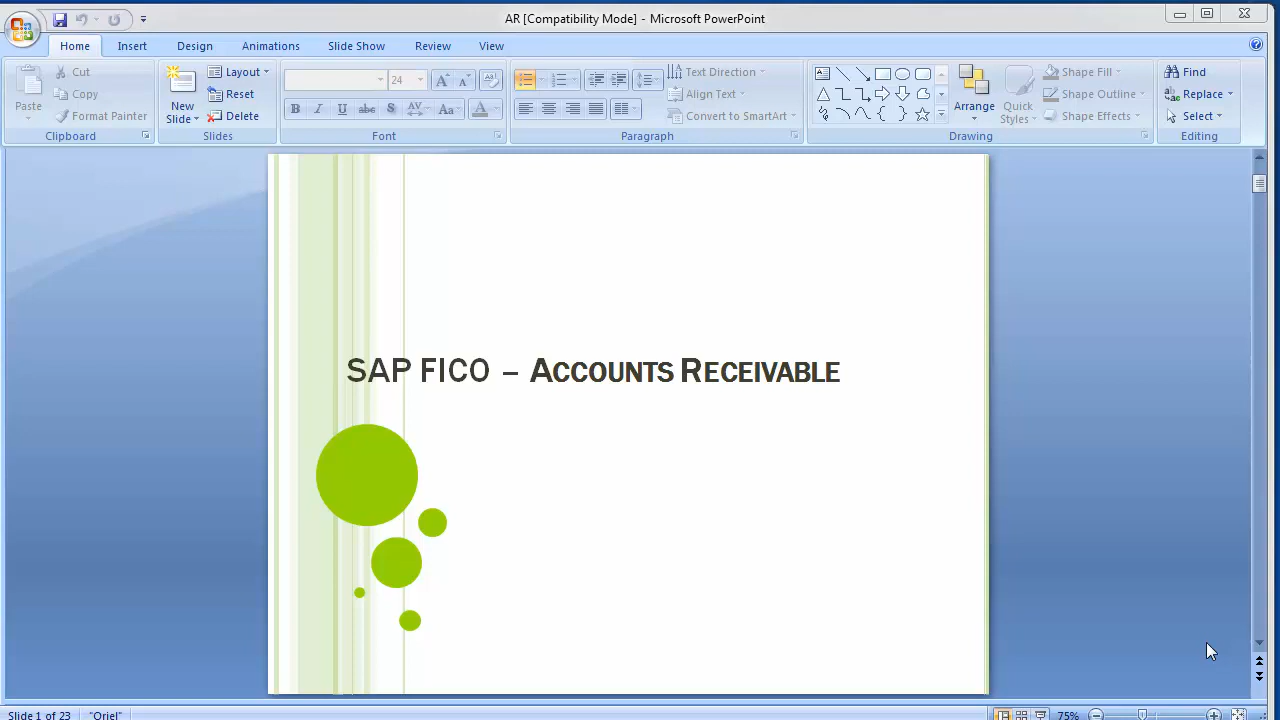 AR [Compatibility Mode] - Microsoft PowerPoint
Home Insert Design Animations Slide Show Review View
Cut Layout 24 Text Direction Shape Fill Find
Paste Copy New Slide Reset Align Text Arrange Quick Styles Shape Outline Replace
Format Painter Delete B I U abc S AV Aa A Convert to SmartArt Shape Effects Select
Clipboard Slides Font Paragraph Drawing Editing
SAP FICO – ACCOUNTS RECEIVABLE
Slide 1 of 23 "Oriel" 75%